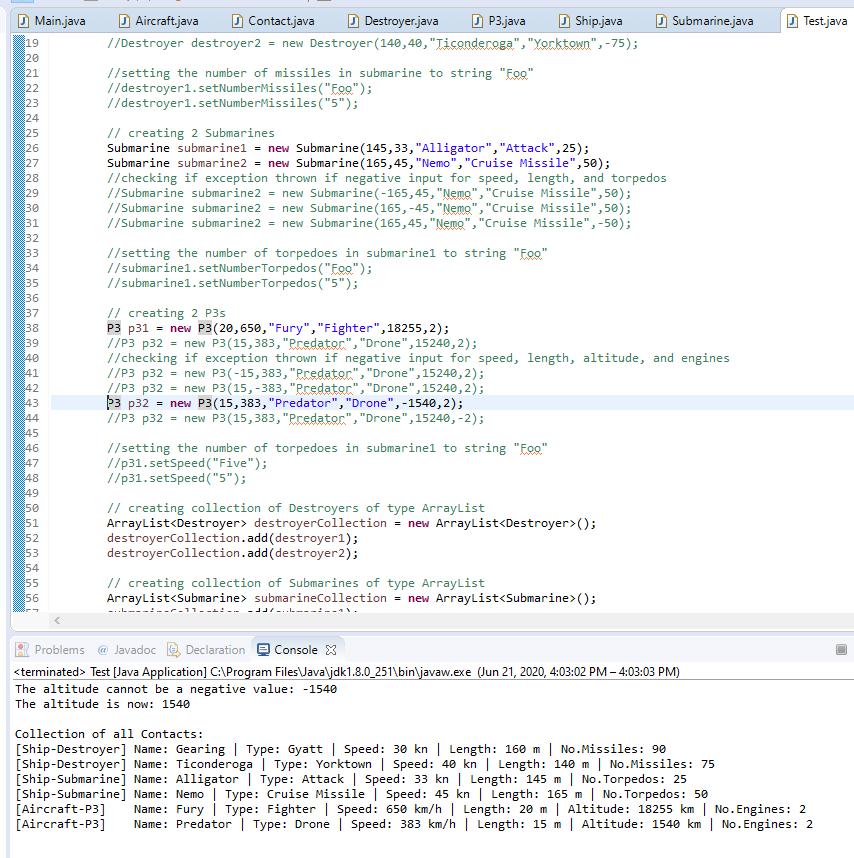 Main.java Aircraft.java Contact.java Destroyer.java P3.java Ship.java Submarine.java Test.java
19 //Destroyer destroyer2 = new Destroyer(140,40,"Ticonderoga","Yorktown",-75);
20
21 //setting the number of missiles in submarine to string "Foo"
22 //destroyer1.setNumberMissiles("Foo");
23 //destroyer1.setNumberMissiles("5");
24
25 // creating 2 Submarines
26 Submarine submarine1 = new Submarine(145,33,"Alligator","Attack",25);
27 Submarine submarine2 = new Submarine(165,45,"Nemo","Cruise Missile",50);
28 //checking if exception thrown if negative input for speed, length, and torpedos
29 //Submarine submarine2 = new Submarine(-165,45,"Nemo","Cruise Missile",50);
30 //Submarine submarine2 = new Submarine(165,-45,"Nemo","Cruise Missile",50);
31 //Submarine submarine2 = new Submarine(165,45,"Nemo","Cruise Missile",-50);
32
33 //setting the number of torpedoes in submarine1 to string "Foo"
34 //submarine1.setNumberTorpedos("Foo");
35 //submarine1.setNumberTorpedos("5");
36
37 // creating 2 P3s
38 P3 p31 = new P3(20,650,"Fury","Fighter",18255,2);
39 //P3 p32 = new P3(15,383,"Predator","Drone",15240,2);
40 //checking if exception thrown if negative input for speed, length, altitude, and engines
41 //P3 p32 = new P3(-15,383,"Predator","Drone",15240,2);
42 //P3 p32 = new P3(15,-383,"Predator","Drone",15240,2);
43 P3 p32 = new P3(15,383,"Predator","Drone",-1540,2);
44 //P3 p32 = new P3(15,383,"Predator","Drone",15240,-2);
45
46 //setting the number of torpedoes in submarine1 to string "Foo"
47 //p31.setSpeed("Five");
48 //p31.setSpeed("5");
49
50 // creating collection of Destroyers of type ArrayList
51 ArrayList<Destroyer> destroyerCollection = new ArrayList<Destroyer>();
52 destroyerCollection.add(destroyer1);
53 destroyerCollection.add(destroyer2);
54
55 // creating collection of Submarines of type ArrayList
56 ArrayList<Submarine> submarineCollection = new ArrayList<Submarine>();
57 submarineCollection.add(submarine1);
Problems @ Javadoc Declaration Console
<terminated> Test [Java Application] C:\Program Files\Java\jdk1.8.0_251\bin\javaw.exe (Jun 21, 2020, 4:03:02 PM – 4:03:03 PM)
The altitude cannot be a negative value: -1540
The altitude is now: 1540
Collection of all Contacts:
[Ship-Destroyer] Name: Gearing | Type: Gyatt | Speed: 30 kn | Length: 160 m | No.Missiles: 90
[Ship-Destroyer] Name: Ticonderoga | Type: Yorktown | Speed: 40 kn | Length: 140 m | No.Missiles: 75
[Ship-Submarine] Name: Alligator | Type: Attack | Speed: 33 kn | Length: 145 m | No.Torpedos: 25
[Ship-Submarine] Name: Nemo | Type: Cruise Missile | Speed: 45 kn | Length: 165 m | No.Torpedos: 50
[Aircraft-P3] Name: Fury | Type: Fighter | Speed: 650 km/h | Length: 20 m | Altitude: 18255 km | No.Engines: 2
[Aircraft-P3] Name: Predator | Type: Drone | Speed: 383 km/h | Length: 15 m | Altitude: 1540 km | No.Engines: 2